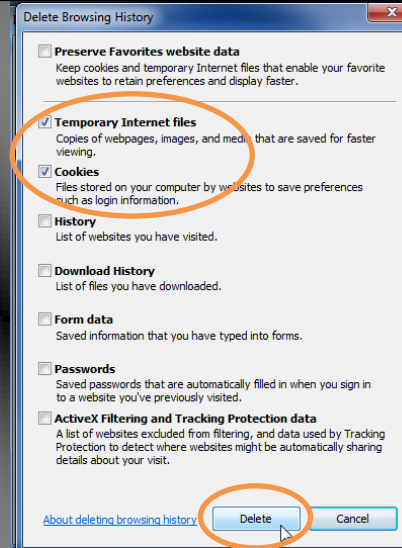 Delete Browsing History
Preserve Favorites website data
Keep cookies and temporary Internet files that enable your favorite
websites to retain preferences and display faster.
Temporary Internet files
Copies of webpages, images, and media that are saved for faster
viewing.
Cookies
Files stored on your computer by websites to save preferences
such as login information.
History
List of websites you have visited.
Download History
List of files you have downloaded.
Form data
Saved information that you have typed into forms.
Passwords
Saved passwords that are automatically filled in when you sign in
to a website you've previously visited.
ActiveX Filtering and Tracking Protection data
A list of websites excluded from filtering, and data used by Tracking
Protection to detect where websites might be automatically sharing
details about your visit.
About deleting browsing history Delete Cancel